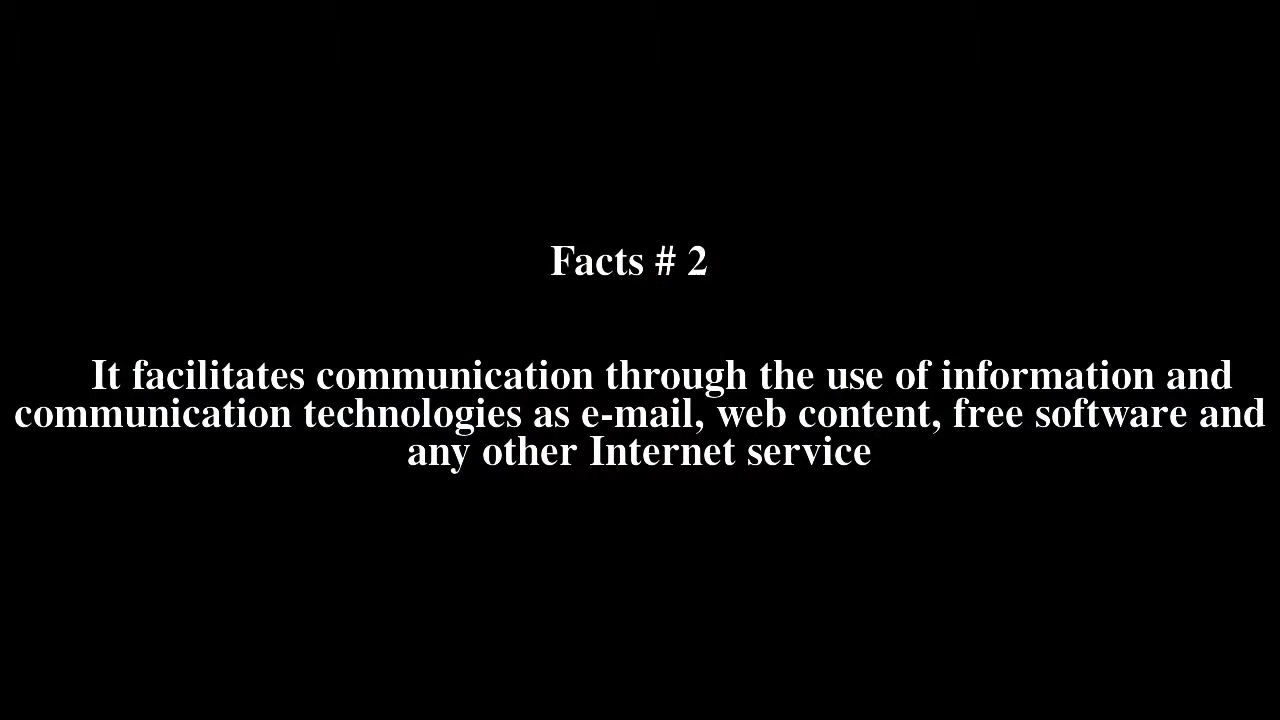 Facts # 2
It facilitates communication through the use of information and
communication technologies as e-mail, web content, free software and
any other Internet service